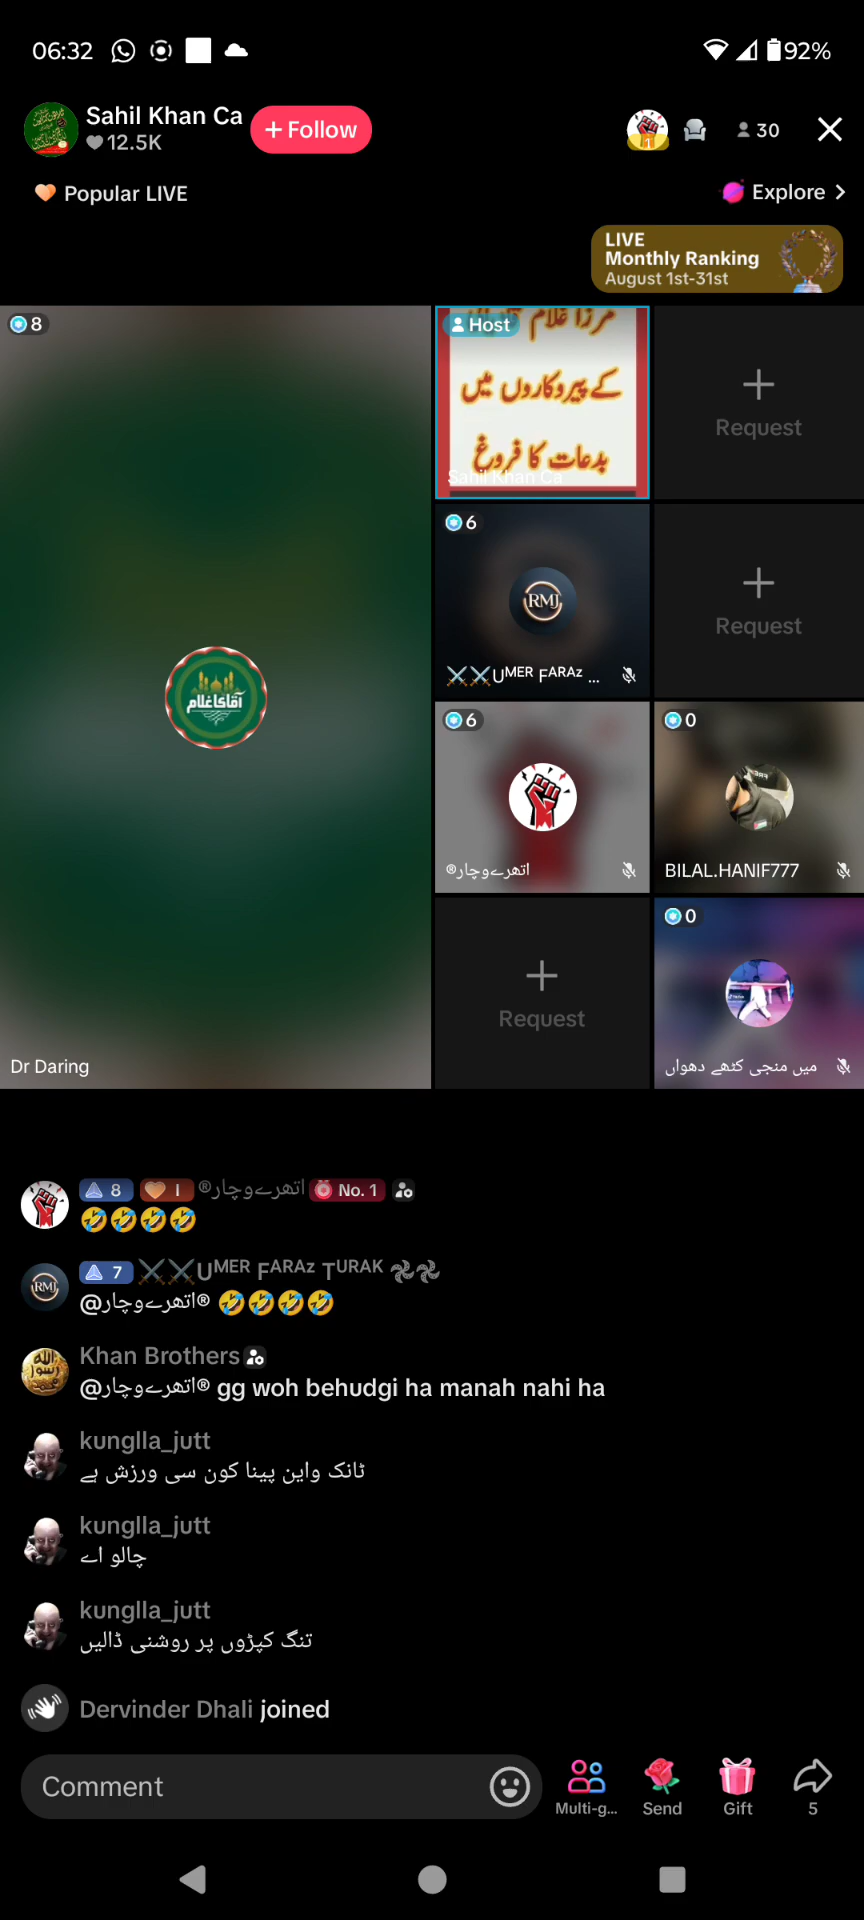 06:32
92%
Sahil Khan Ca
12.5K
+ Follow
1
30
Popular LIVE
Explore >
LIVE
Monthly Ranking
August 1st-31st
8
آقا کا غلام
Dr Daring
Host
مرزا غلام
کے پیروکاروں میں
بدعات کا فروغ
Sahil Khan Ca
Request
6
RMJ
⚔️⚔️Uᴹᴱᴿ Fᴬᴿᴬᶻ ...
Request
6
اتھرےوچار®
0
BILAL.HANIF777
Request
0
میں منجی کٹھے دھواں
8 I اتھرےوچار® No. 1
🤣🤣🤣🤣
7 ⚔️⚔️Uᴹᴱᴿ Fᴬᴿᴬᶻ Tᵁᴿᴬᴷ
@اتھرےوچار® 🤣🤣🤣🤣
Khan Brothers
@اتھرےوچار® gg woh behudgi ha manah nahi ha
kunglla_jutt
ٹانک واین پینا کون سی ورزش ہے
kunglla_jutt
چالو اے
kunglla_jutt
تنگ کپڑوں پر روشنی ڈالیں
Dervinder Dhali joined
Comment
Multi-g...
Send
Gift
5